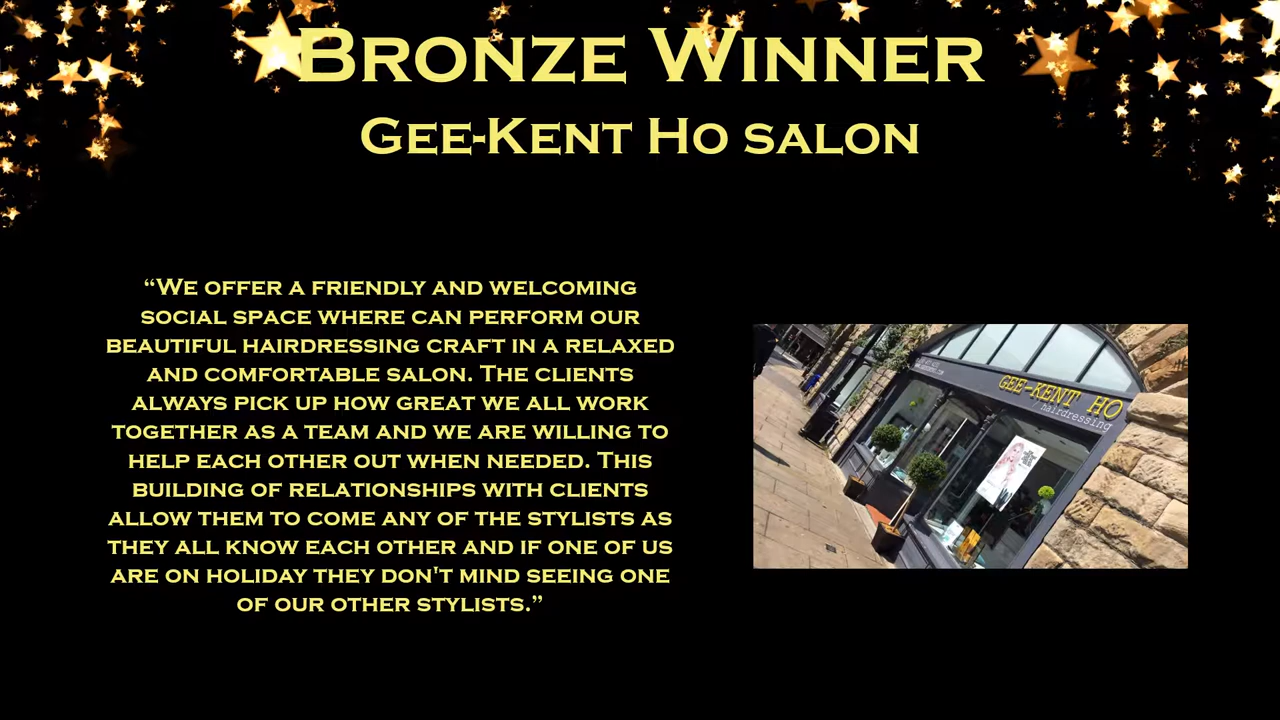 Bronze Winner
Gee-Kent Ho salon
“We offer a friendly and welcoming
social space where can perform our
beautiful hairdressing craft in a relaxed
and comfortable salon. The clients
always pick up how great we all work
together as a team and we are willing to
help each other out when needed. This
building of relationships with clients
allow them to come any of the stylists as
they all know each other and if one of us
are on holiday they don't mind seeing one
of our other stylists.”
GEE-KENT HO
hairdressing